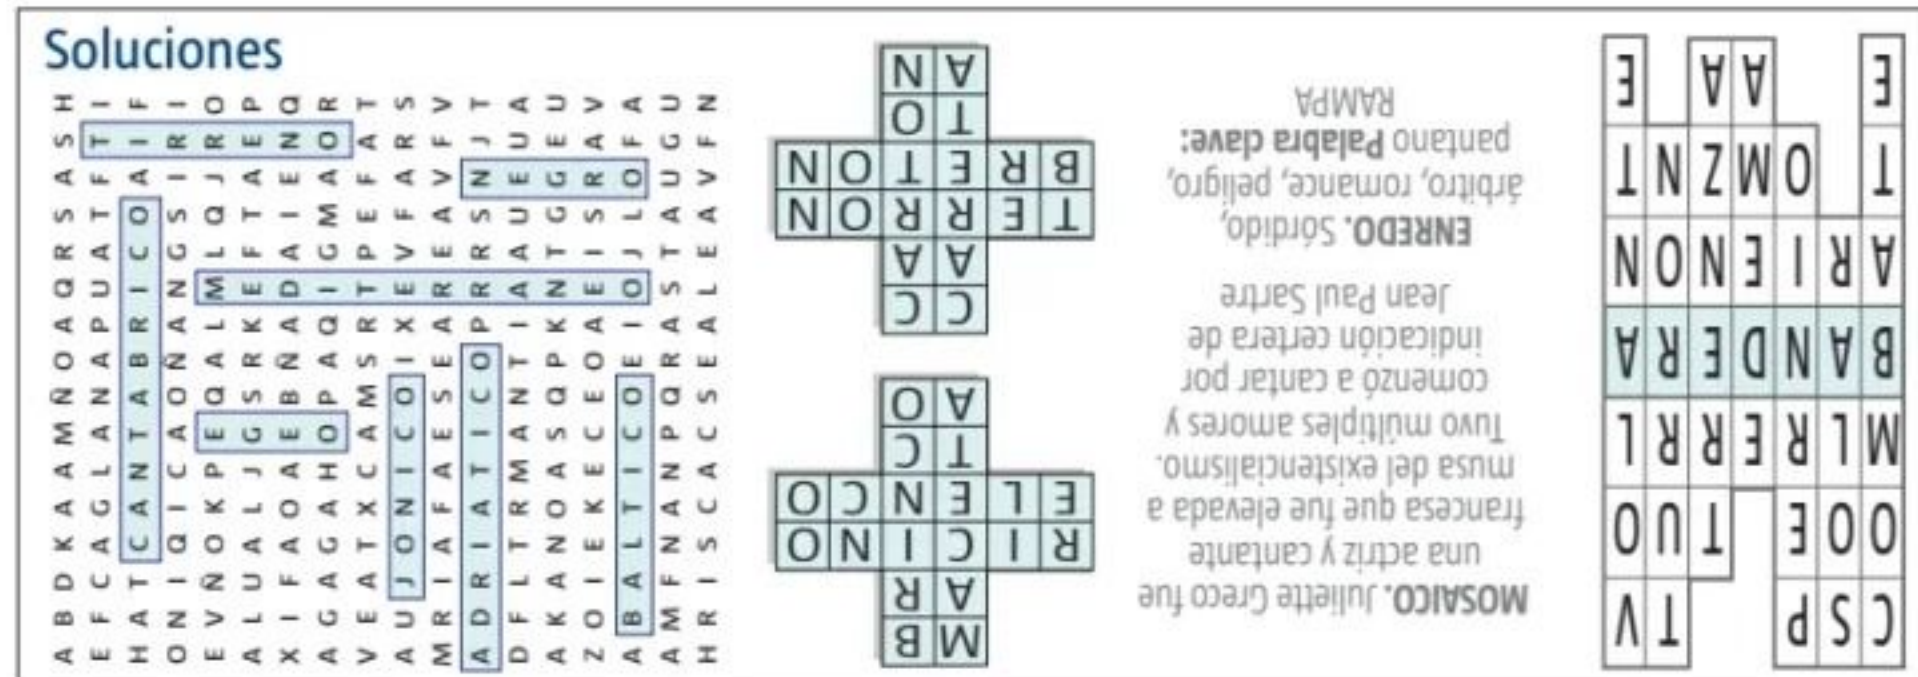 Soluciones
A B D K A A M Ñ O A Q R S A S H
E F C A G L A N A P U A T F T I
H A T C A N T A B R I C O A I F
O N I Q I C A O Ñ A N G S I R I
E V Ñ O K P E Q A L M L Q J R O
A L U A L J G S R K E F T A E P
X I F A O A E B Ñ A D A I E N Q
A G A G A H O P A Q I G M A O R
V E A T X C A M S R T P E F A T
A U J O N I C O I X E V F A R S
M R I A F A E S E A R E A V F V
A D R I A T I C O P R R S N J T
D F L T R M A N T I A A U E U A
A K A N O A S Q P K N T G G E U
Z O I E K E C E O A E I S R A V
A B A L T I C O E I O J L O F A
A M F N A N P Q R A S T A U G U
H R I S C A C S E A L E A V F N
M B
A R
R I C I N O
E L E N C O
T C
A O
C C
A A
T E R R O N
B R E T O N
T O
A N
MOSAICO. Juliette Greco fue
una actriz y cantante
francesa que fue elevada a
musa del existencialismo.
Tuvo múltiples amores y
comenzó a cantar por
indicación certera de
Jean Paul Sartre
ENREDO. Sórdido,
árbitro, romance, peligro,
pantano Palabra clave:
RAMPA
C S P T V
O O E T U O
M L R E R R L
B A N D E R A
A R I E N O N
T O M Z N T
E A A E